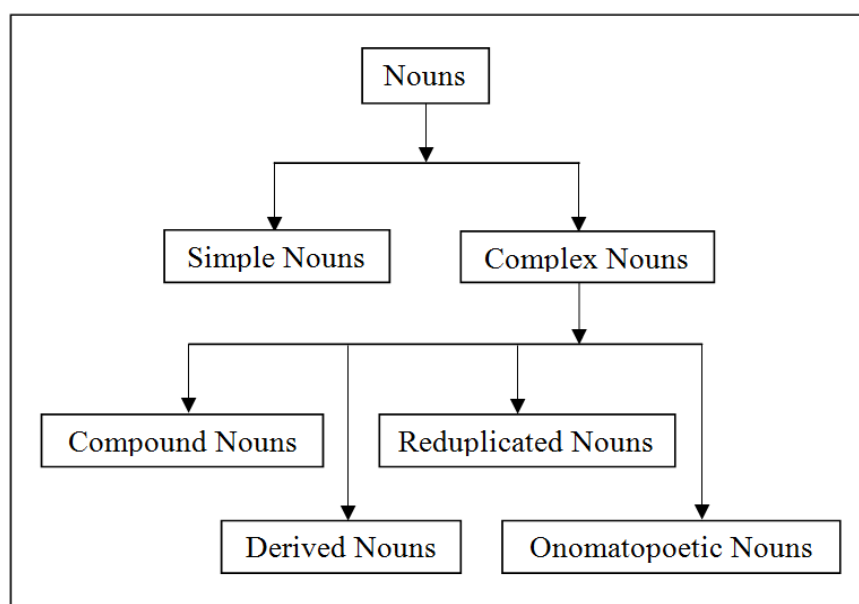 Nouns
Simple Nouns
Complex Nouns
Compound Nouns
Reduplicated Nouns
Derived Nouns
Onomatopoetic Nouns